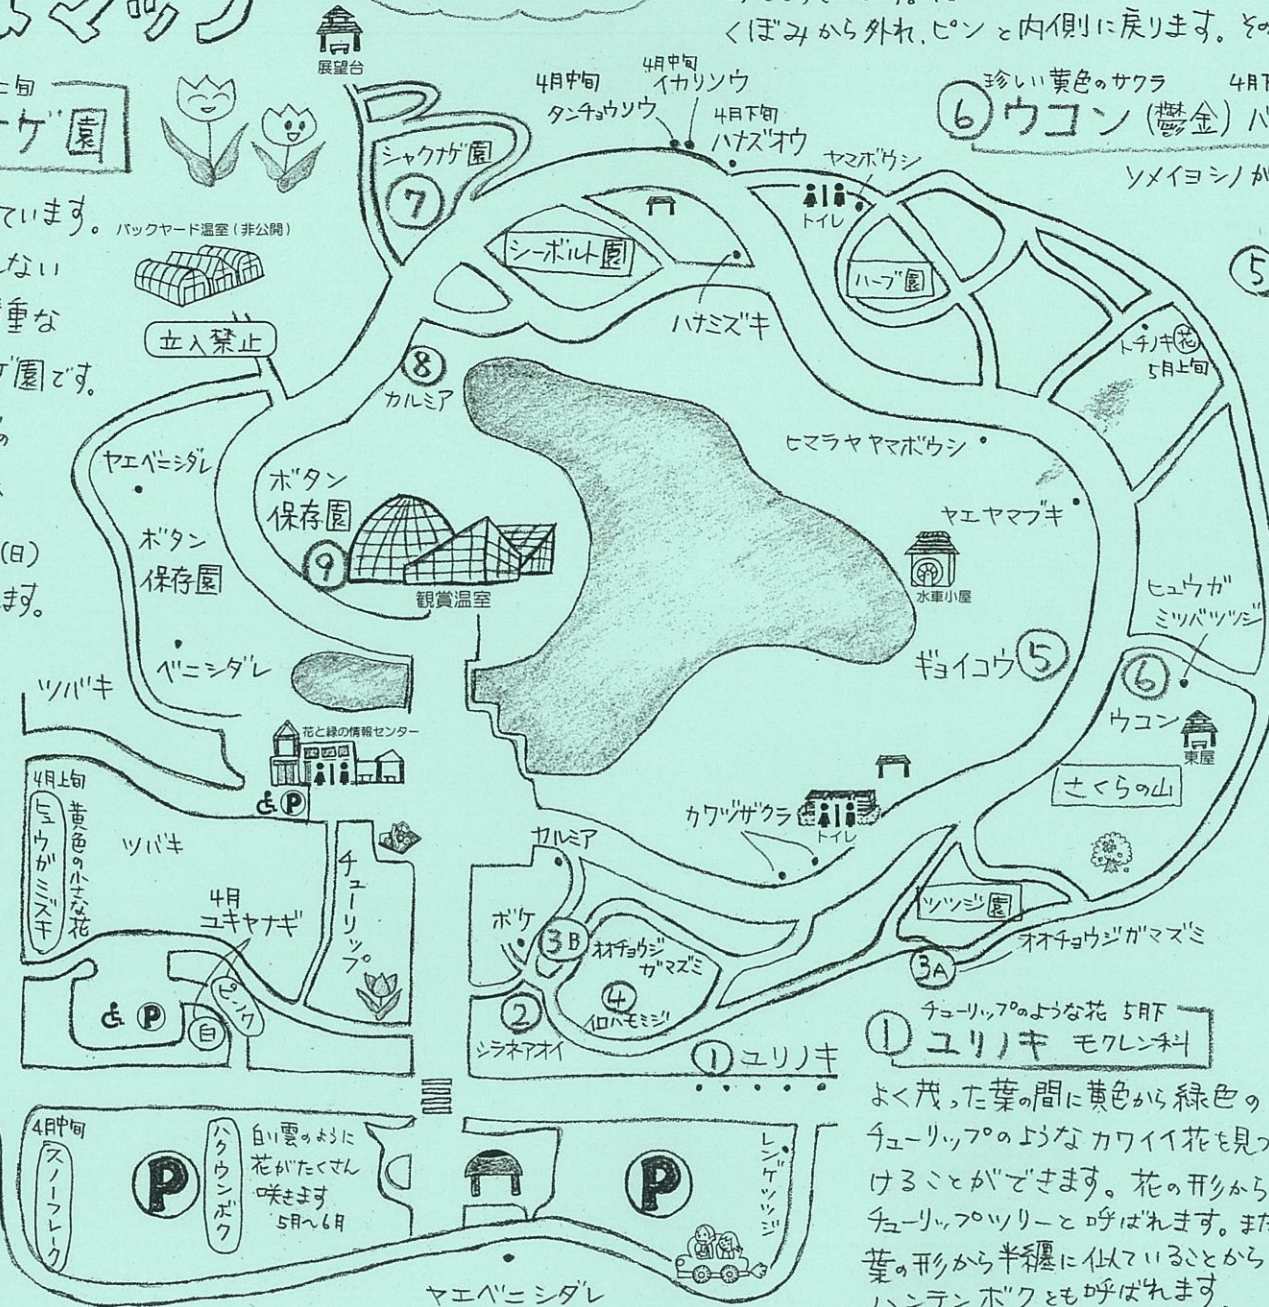 マップ
くぼみから外れ、ピンと内側に戻ります。その
展望台
園
珍しい黄色のサクラ
⑥ウコン(鬱金)
ソメイヨシノが
ています。
ない
重な
園です。
の
(日)
ます。
バックヤード温室(非公開)
立入禁止
シャクナゲ園
⑦
4月中旬
タンチョウソウ
4月中旬
イカリソウ
4月下旬
ハナズオウ
ヤマボウシ
トイレ
シーボルト園
ハーブ園
ハナミズキ
⑤
トチノキ花
5月上旬
⑧
カルミア
ヒマラヤヤマボウシ
ヤエヤマブキ
ヤエベニシダレ
ボタン
保存園
⑨
観賞温室
ボタン
保存園
水車小屋
ヒュウガ
ミツバツツジ
ベニシダレ
ギョイコウ⑤
⑥
ウコン
東屋
さくらの山
ツバキ
花と緑の情報センター
P
4月上旬
ヒュウガミズキ
黄色の小さな花
ツバキ
4月
ユキヤナギ
チューリップ
カワヅザクラ
トイレ
カルミア
ボケ
③B
オオチョウジ
ガマズミ
④
イロハモミジ
ツツジ園
オオチョウジガマズミ
③A
P
白
ピンク
②
シラネアオイ
①ユリノキ
チューリップのような花 5月下
①ユリノキ モクレン科
よく茂った葉の間に黄色から緑色の
チューリップのようなカワイイ花を見つ
けることができます。花の形から
チューリップツリーと呼ばれます。また
葉の形から半纏に似ていることから
ハンテンボクとも呼ばれます
4月中旬
スノーフレーク
P
ハクウンボク
白い雲のように
花がたくさん
咲きます
5月〜6月
P
レンゲツツジ
ヤエベニシダレ